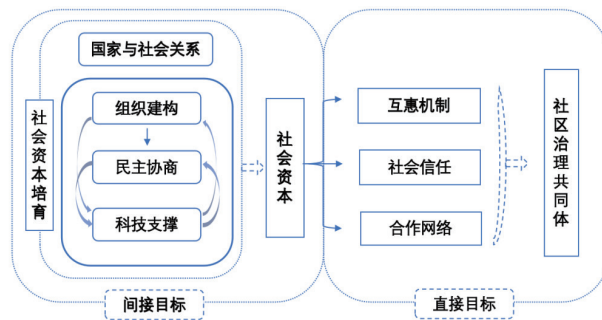 国家与社会关系
社会资本培育
组织建构
民主协商
科技支撑
社会资本
互惠机制
社会信任
合作网络
社区治理共同体
间接目标
直接目标